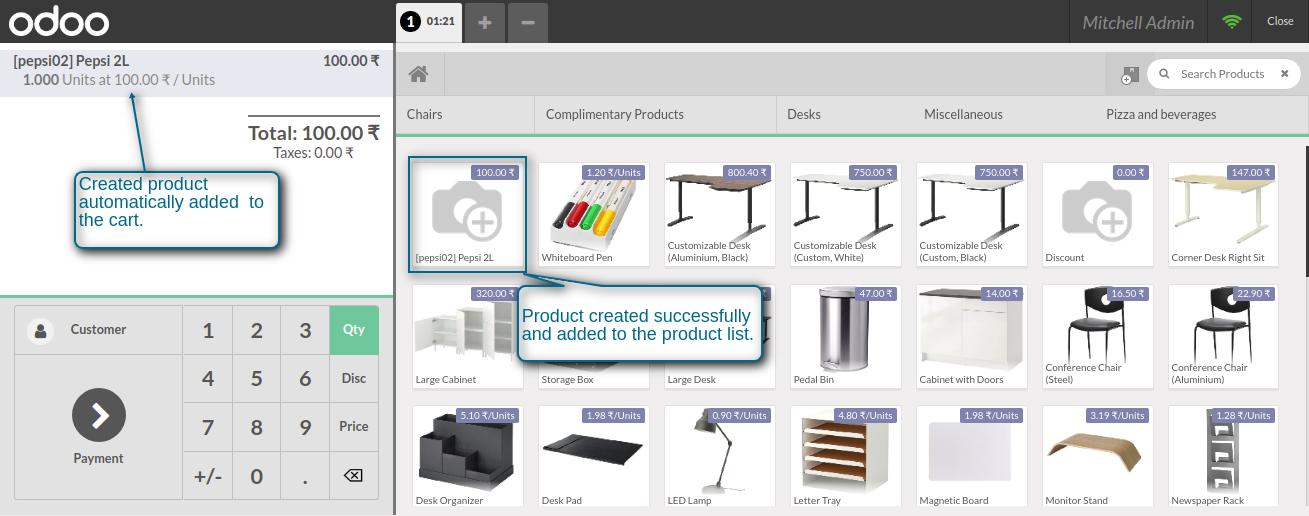 odoo
1 01:21
Mitchell Admin
Close
[pepsi02] Pepsi 2L 100.00 ₹
1.000 Units at 100.00 ₹ / Units
Total: 100.00 ₹
Taxes: 0.00 ₹
Created product
automatically added to
the cart.
Customer
Payment
1 2 3 Qty
4 5 6 Disc
7 8 9 Price
+/- 0 .
Search Products
Chairs Complimentary Products Desks Miscellaneous Pizza and beverages
100.00 ₹
[pepsi02] Pepsi 2L
1.20 ₹/Units
Whiteboard Pen
800.40 ₹
Customizable Desk
(Aluminium, Black)
750.00 ₹
Customizable Desk
(Custom, White)
750.00 ₹
Customizable Desk
(Custom, Black)
0.00 ₹
Discount
147.00 ₹
Corner Desk Right Sit
Product created successfully
and added to the product list.
320.00 ₹
Large Cabinet
Storage Box
Large Desk
47.00 ₹
Pedal Bin
14.00 ₹
Cabinet with Doors
16.50 ₹
Conference Chair
(Steel)
22.90 ₹
Conference Chair
(Aluminium)
5.10 ₹/Units
Desk Organizer
1.98 ₹/Units
Desk Pad
0.90 ₹/Units
LED Lamp
4.80 ₹/Units
Letter Tray
1.98 ₹/Units
Magnetic Board
3.19 ₹/Units
Monitor Stand
1.28 ₹/Units
Newspaper Rack